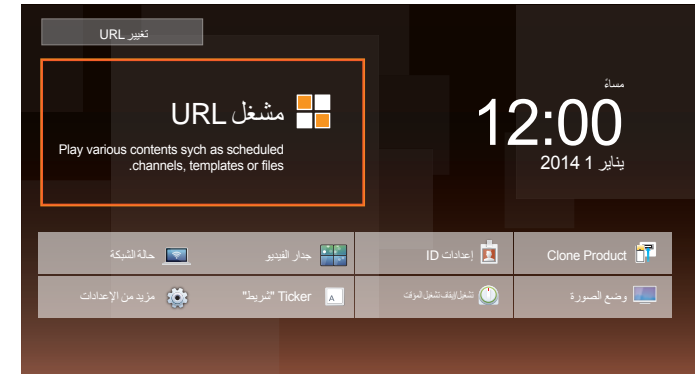 تغيير URL
مشغل URL
Play various contents sych as scheduled
.channels, templates or files
مساءً
12:00
يناير 1 2014
Clone Product
إعدادات ID
جدار الفيديو
حالة الشبكة
وضع الصورة
تشغيل/إيقاف تشغيل المؤقت
Ticker "شريط"
مزيد من الإعدادات